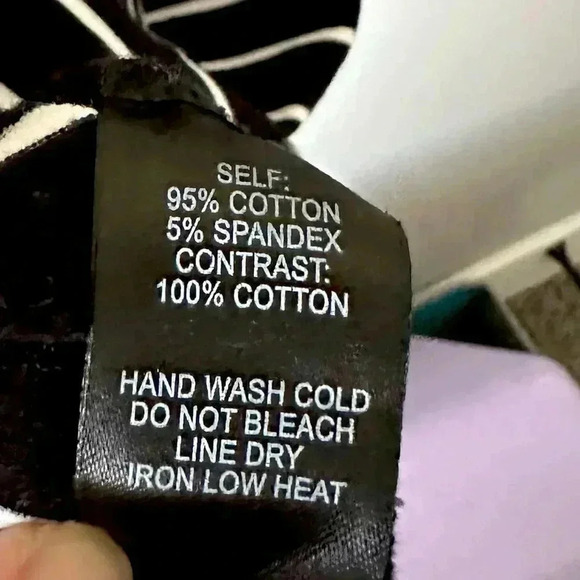 SELF:
95% COTTON
5% SPANDEX
CONTRAST:
100% COTTON
HAND WASH COLD
DO NOT BLEACH
LINE DRY
IRON LOW HEAT